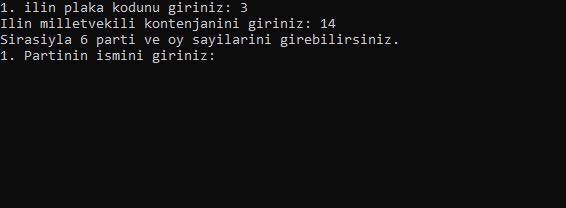 1. ilin plaka kodunu giriniz: 3
Ilin milletvekili kontenjanini giriniz: 14
Sirasiyla 6 parti ve oy sayilarini girebilirsiniz.
1. Partinin ismini giriniz: